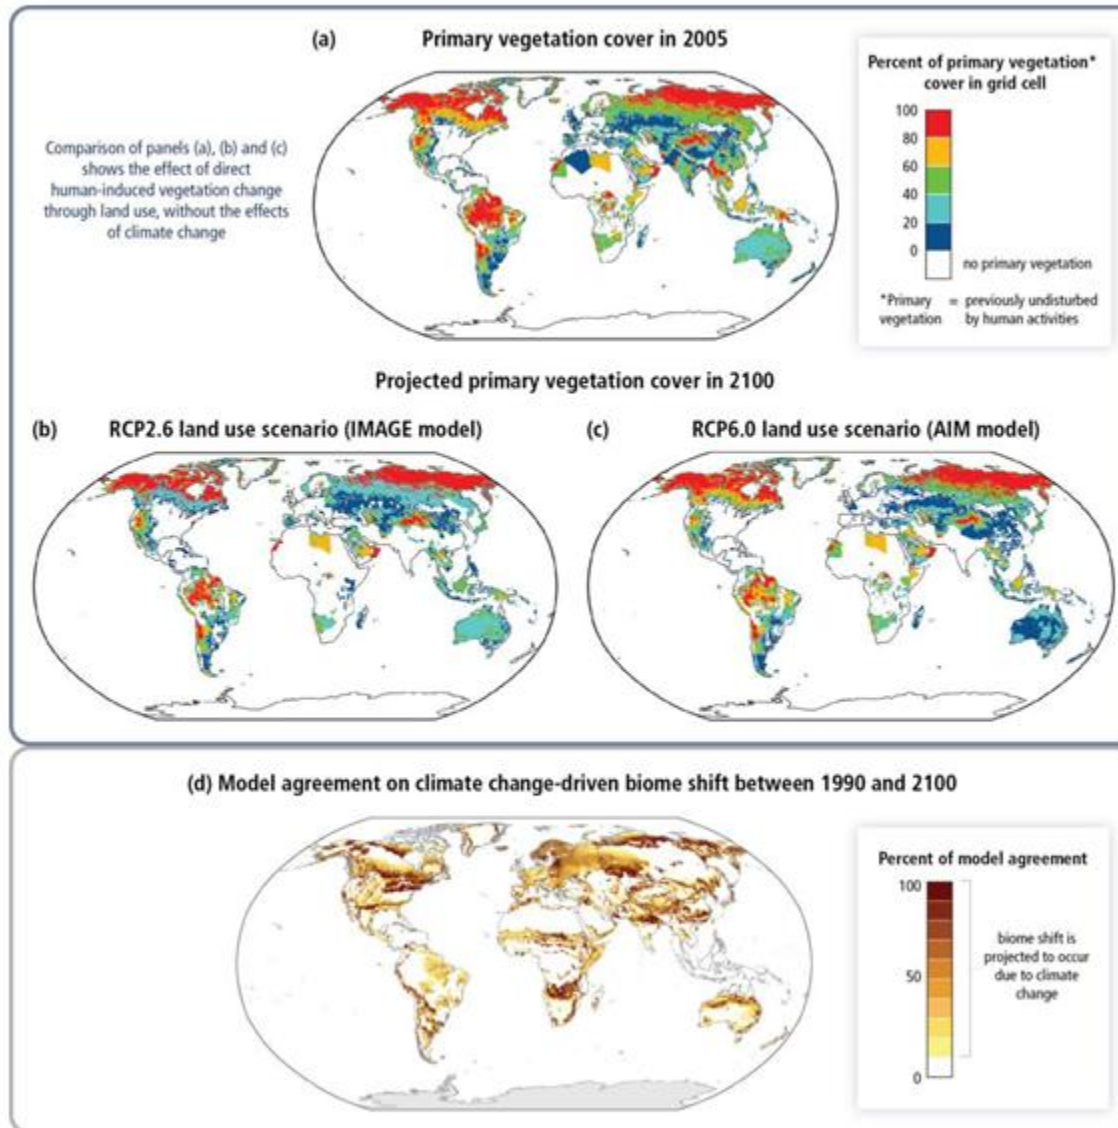 (a) Primary vegetation cover in 2005
Comparison of panels (a), (b) and (c)
shows the effect of direct
human-induced vegetation change
through land use, without the effects
of climate change
Percent of primary vegetation*
cover in grid cell
100
80
60
40
20
0
no primary vegetation
*Primary = previously undisturbed
vegetation by human activities
Projected primary vegetation cover in 2100
(b) RCP2.6 land use scenario (IMAGE model)
(c) RCP6.0 land use scenario (AIM model)
(d) Model agreement on climate change-driven biome shift between 1990 and 2100
Percent of model agreement
100
50
0
biome shift is
projected to occur
due to climate
change